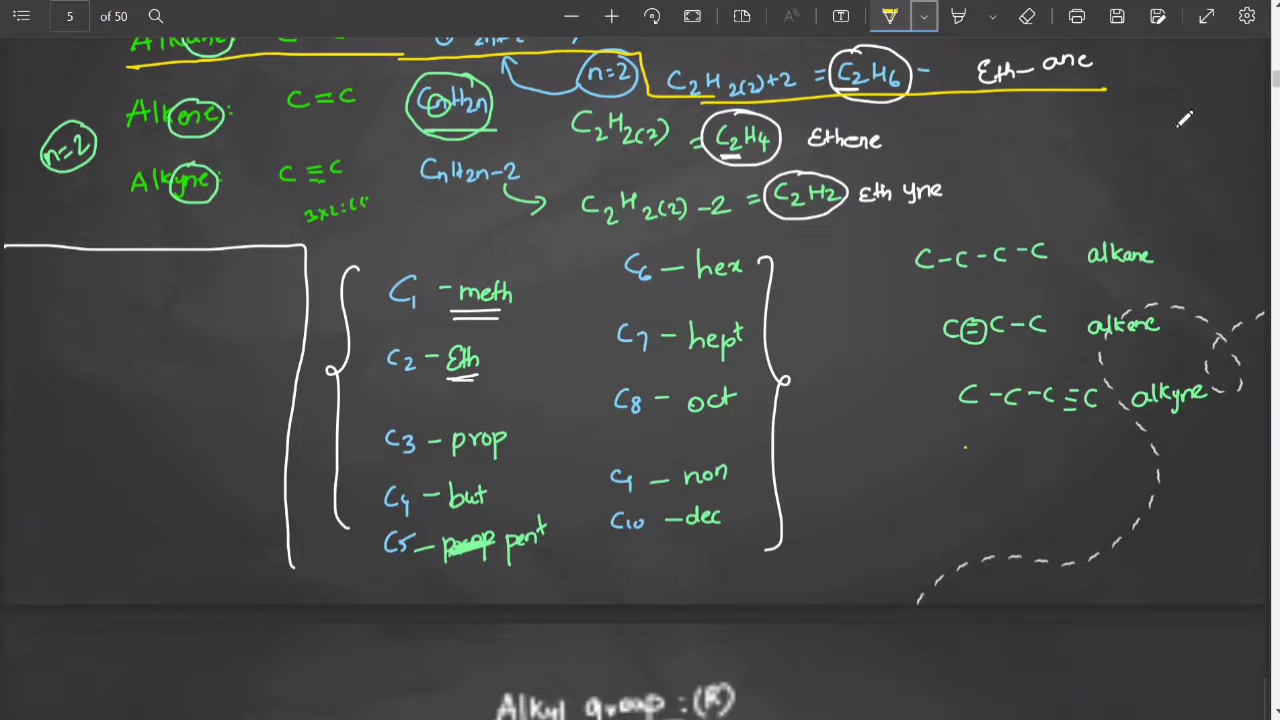 5 of 50
Alkane: n=2 C2H2(2)+2 = C2H6 - Eth-ane
Alkene: C=C CnH2n C2H2(2) = C2H4 Ethene
n=2
Alkyne: C≡C CnH2n-2 C2H2(2)-2 = C2H2 Eth yne
C1 - meth
C2 - Eth
C3 - prop
C4 - but
C5 - pent
C6 - hex
C7 - hept
C8 - oct
C9 - non
C10 - dec
C-C-C-C alkane
C=C-C alkene
C-C-C≡C alkyne
Alkyl group :(R)